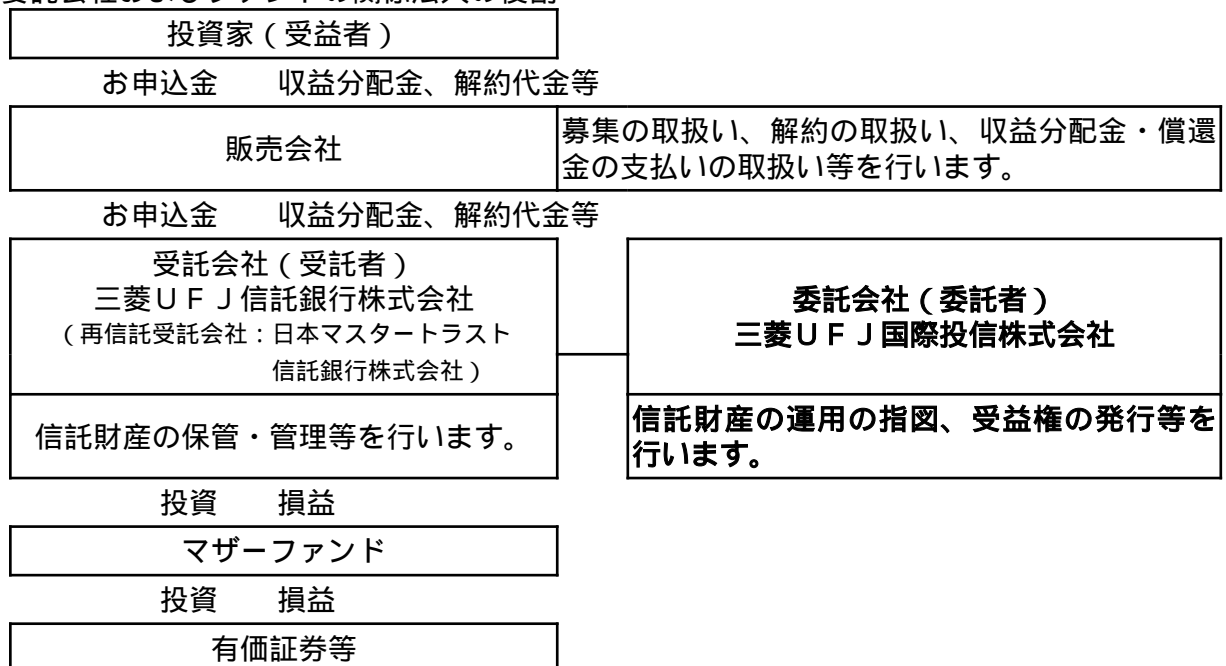 投資家(受益者)
お申込金 収益分配金、解約代金等
販売会社
募集の取扱い、解約の取扱い、収益分配金・償還
金の支払いの取扱い等を行います。
お申込金 収益分配金、解約代金等
受託会社(受託者)
三菱UFJ信託銀行株式会社
(再信託受託会社:日本マスタートラスト
信託銀行株式会社)
委託会社(委託者)
三菱UFJ国際投信株式会社
信託財産の保管・管理等を行います。
信託財産の運用の指図、受益権の発行等を
行います。
投資 損益
マザーファンド
投資 損益
有価証券等